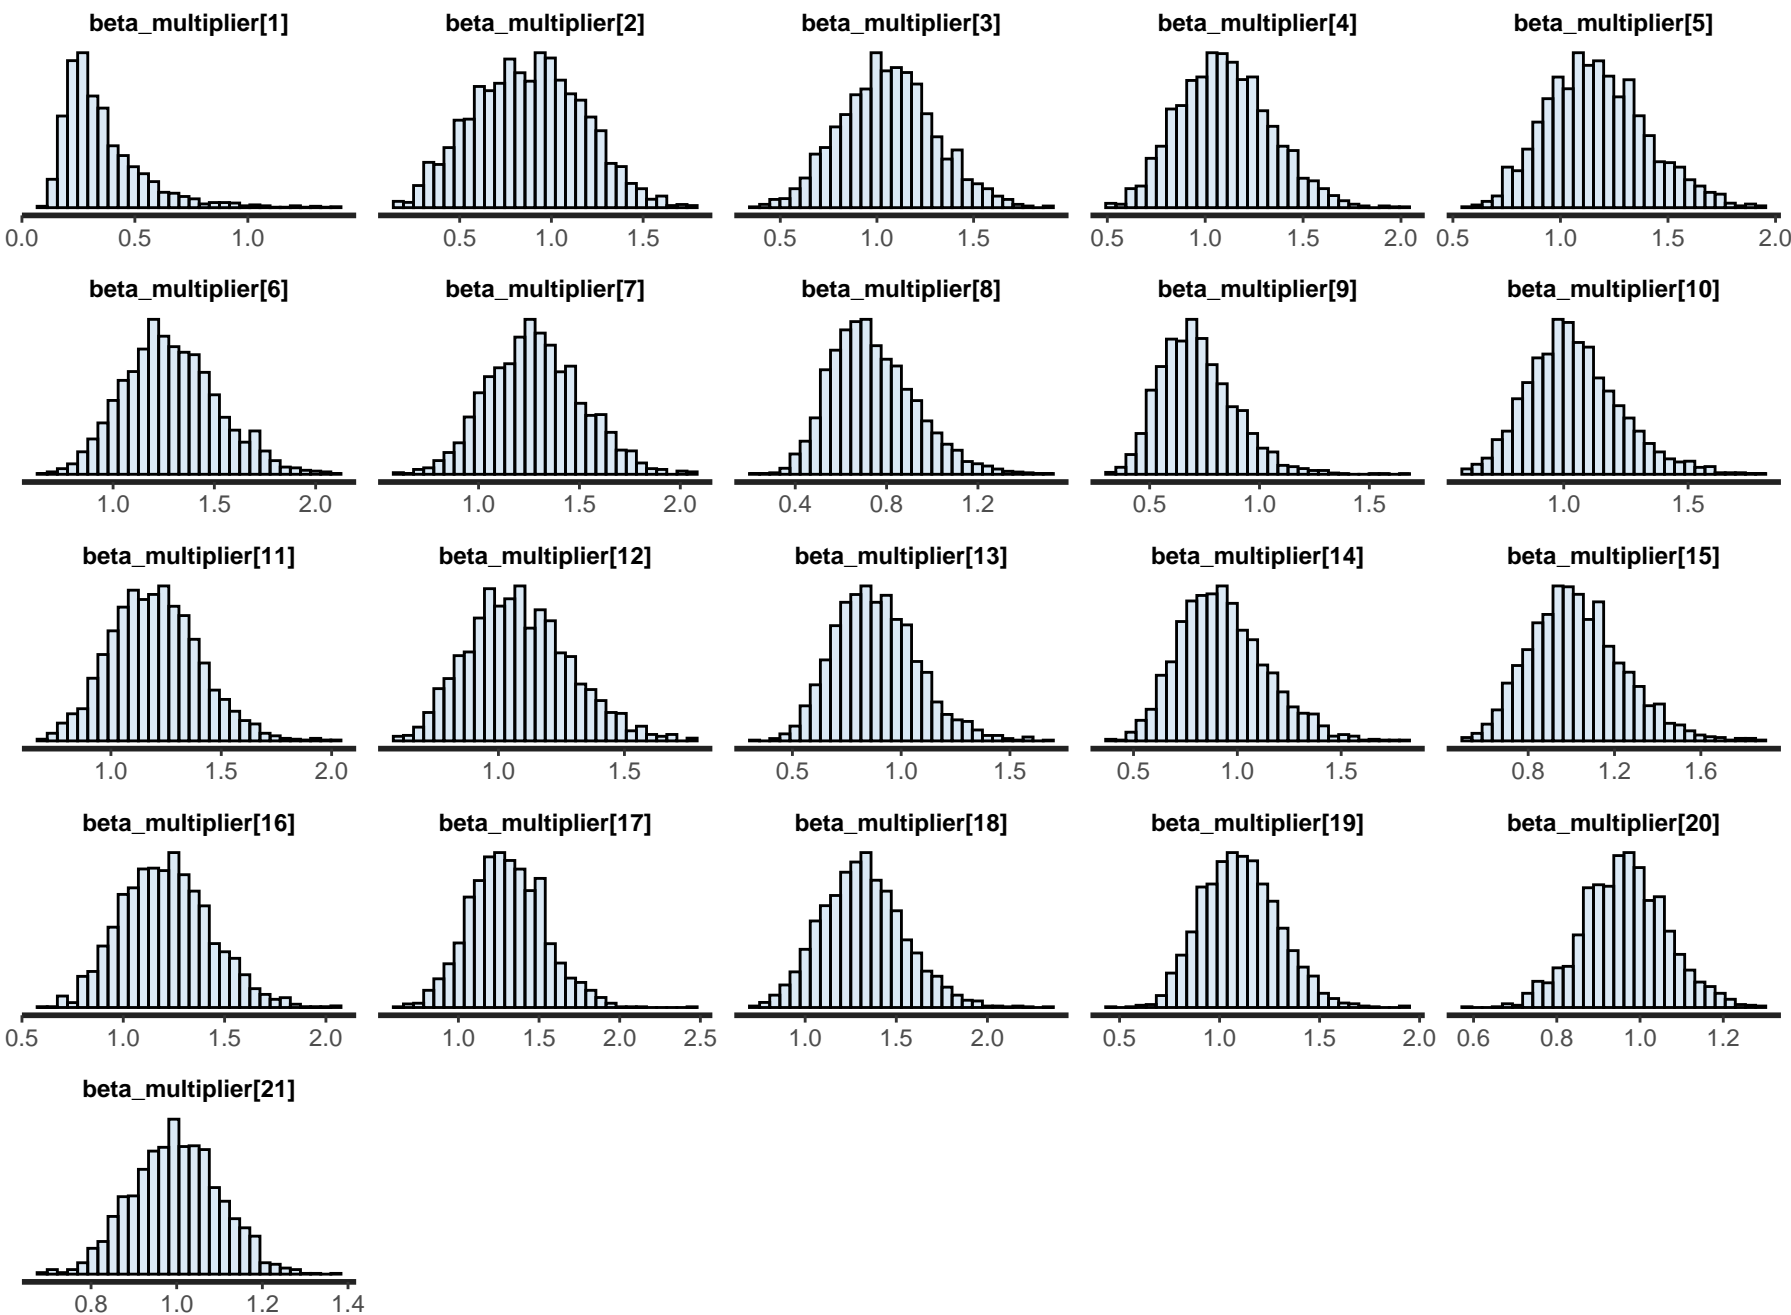 beta_multiplier[1] beta_multiplier[2] beta_multiplier[3] beta_multiplier[4] beta_multiplier[5]
0.0 0.5 1.0 0.5 1.0 1.5 0.5 1.0 1.5 0.5 1.0 1.5 2.0 0.5 1.0 1.5 2.0
beta_multiplier[6] beta_multiplier[7] beta_multiplier[8] beta_multiplier[9] beta_multiplier[10]
1.0 1.5 2.0 1.0 1.5 2.0 0.4 0.8 1.2 0.5 1.0 1.5 1.0 1.5
beta_multiplier[11] beta_multiplier[12] beta_multiplier[13] beta_multiplier[14] beta_multiplier[15]
1.0 1.5 2.0 1.0 1.5 0.5 1.0 1.5 0.5 1.0 1.5 0.8 1.2 1.6
beta_multiplier[16] beta_multiplier[17] beta_multiplier[18] beta_multiplier[19] beta_multiplier[20]
0.5 1.0 1.5 2.0 1.0 1.5 2.0 2.5 1.0 1.5 2.0 0.5 1.0 1.5 2.0 0.6 0.8 1.0 1.2
beta_multiplier[21]
0.8 1.0 1.2 1.4